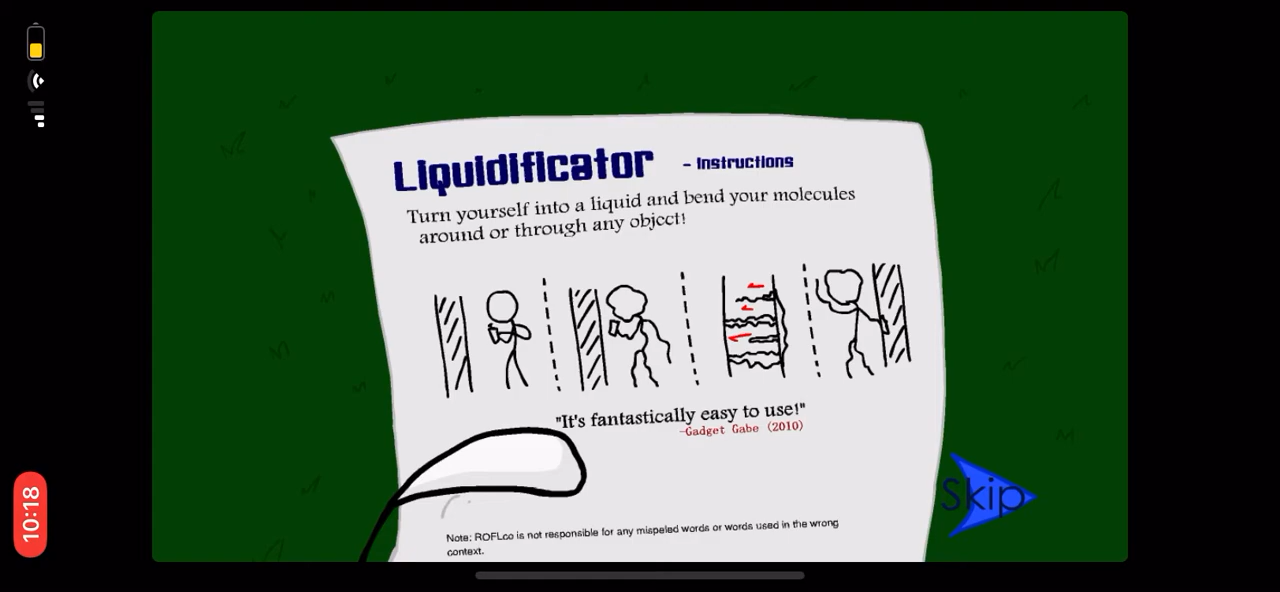 Liquidificator - Instructions
Turn yourself into a liquid and bend your molecules
around or through any object!
"It's fantastically easy to use!"
-Gadget Gabe (2010)
Skip
Note: ROFLco is not responsible for any mispeled words or words used in the wrong
context.
10:18